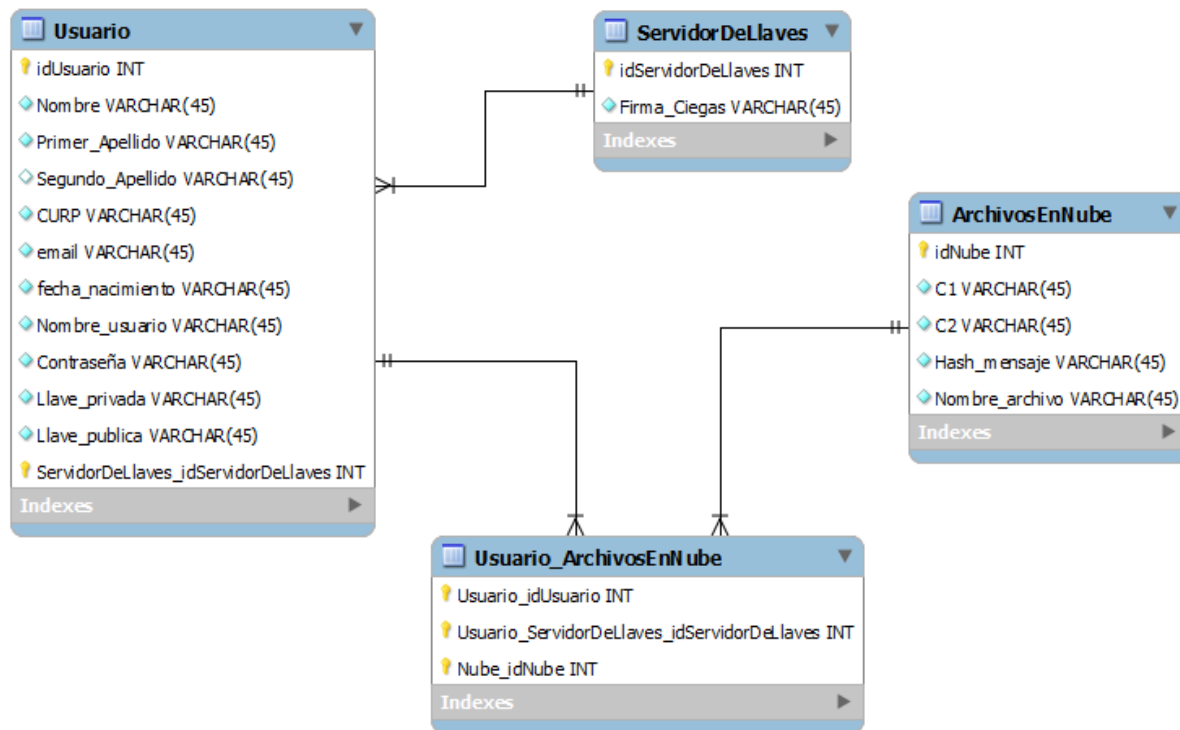 Usuario
idUsuario INT
Nombre VARCHAR(45)
Primer_Apellido VARCHAR(45)
Segundo_Apellido VARCHAR(45)
CURP VARCHAR(45)
email VARCHAR(45)
fecha_nacimiento VARCHAR(45)
Nombre_usuario VARCHAR(45)
Contraseña VARCHAR(45)
Llave_privada VARCHAR(45)
Llave_publica VARCHAR(45)
ServidorDeLlaves_idServidorDeLlaves INT
Indexes
ServidorDeLlaves
idServidorDeLlaves INT
Firma_Ciegas VARCHAR(45)
Indexes
ArchivosEnNube
idNube INT
C1 VARCHAR(45)
C2 VARCHAR(45)
Hash_mensaje VARCHAR(45)
Nombre_archivo VARCHAR(45)
Indexes
Usuario_ArchivosEnNube
Usuario_idUsuario INT
Usuario_ServidorDeLlaves_idServidorDeLlaves INT
Nube_idNube INT
Indexes